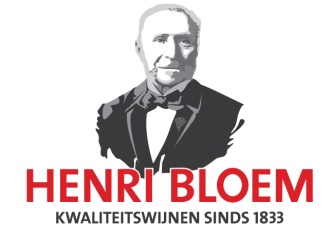 HENRI BLOEM
KWALITEITSWIJNEN SINDS 1833